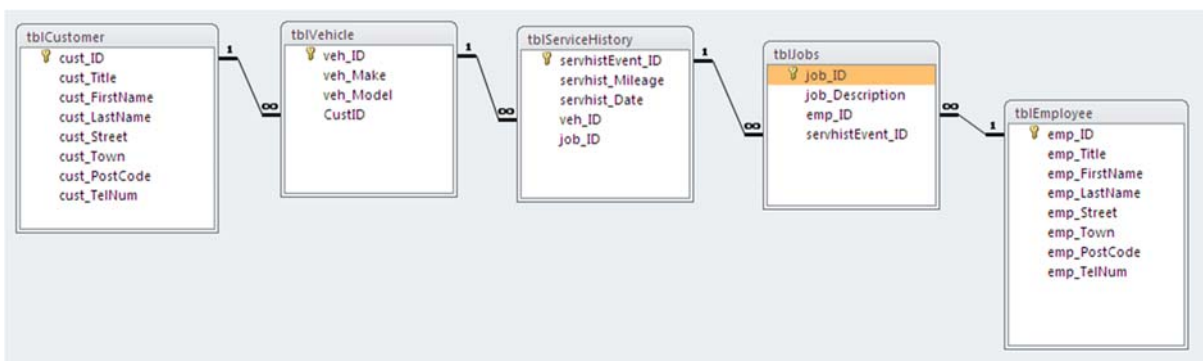 tblCustomer
cust_ID
cust_Title
cust_FirstName
cust_LastName
cust_Street
cust_Town
cust_PostCode
cust_TelNum
1
∞
tblVehicle
veh_ID
veh_Make
veh_Model
CustID
1
∞
tblServiceHistory
servhistEvent_ID
servhist_Mileage
servhist_Date
veh_ID
job_ID
1
∞
tblJobs
job_ID
job_Description
emp_ID
servhistEvent_ID
∞
1
tblEmployee
emp_ID
emp_Title
emp_FirstName
emp_LastName
emp_Street
emp_Town
emp_PostCode
emp_TelNum